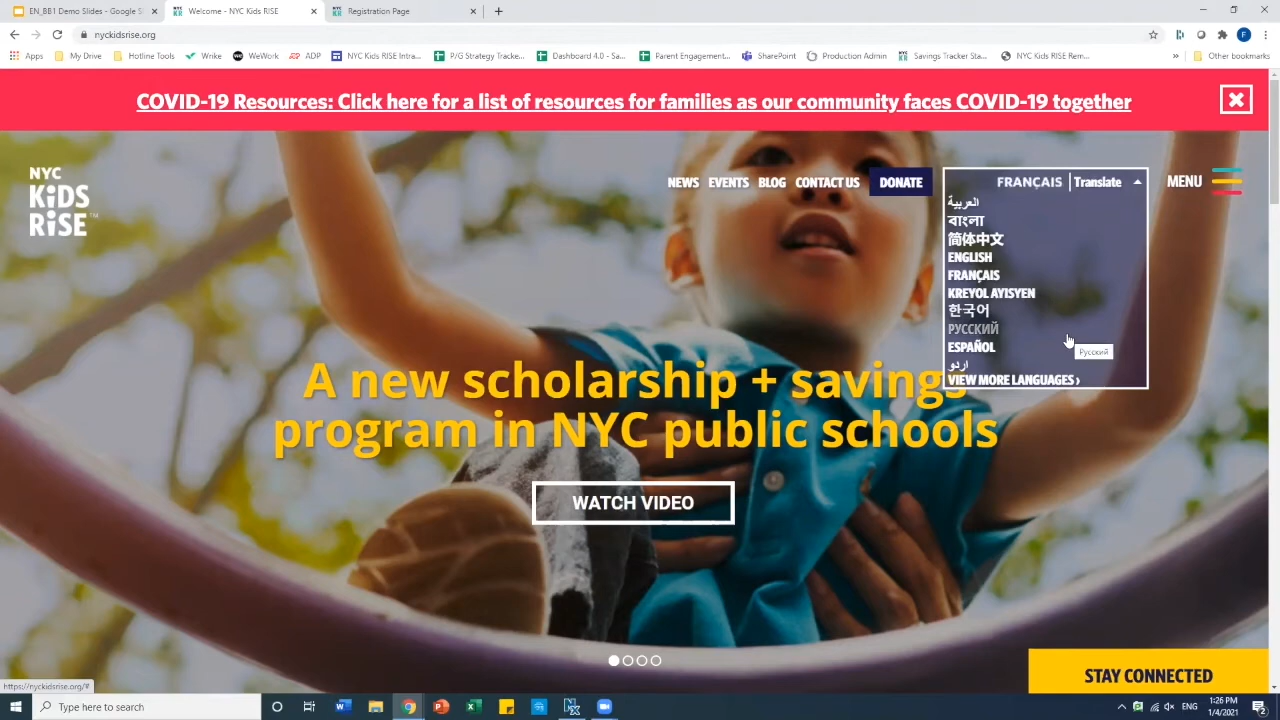 EN_BB1 Demo Slides - Google S
Welcome - NYC Kids RISE
Registration Page
nyckidsrise.org
Apps
My Drive
Hotline Tools
Wrike
WeWork
ADP
NYC Kids RISE Intra...
P/G Strategy Tracke...
Dashboard 4.0 - Sa...
Parent Engagement...
SharePoint
Production Admin
Savings Tracker Sta...
NYC Kids RISE Rem...
»
Other bookmarks
COVID-19 Resources: Click here for a list of resources for families as our community faces COVID-19 together
NYC
KiDS
RiSE
NEWS
EVENTS
BLOG
CONTACT US
DONATE
FRANÇAIS
Translate
MENU
العربية
বাংলা
简体中文
ENGLISH
FRANÇAIS
KREYOL AYISYEN
한국어
РУССКИЙ
Русский
ESPAÑOL
اردو
VIEW MORE LANGUAGES ›
A new scholarship + savings
program in NYC public schools
WATCH VIDEO
STAY CONNECTED
https://nyckidsrise.org/#
Type here to search
ENG
1:26 PM
1/4/2021